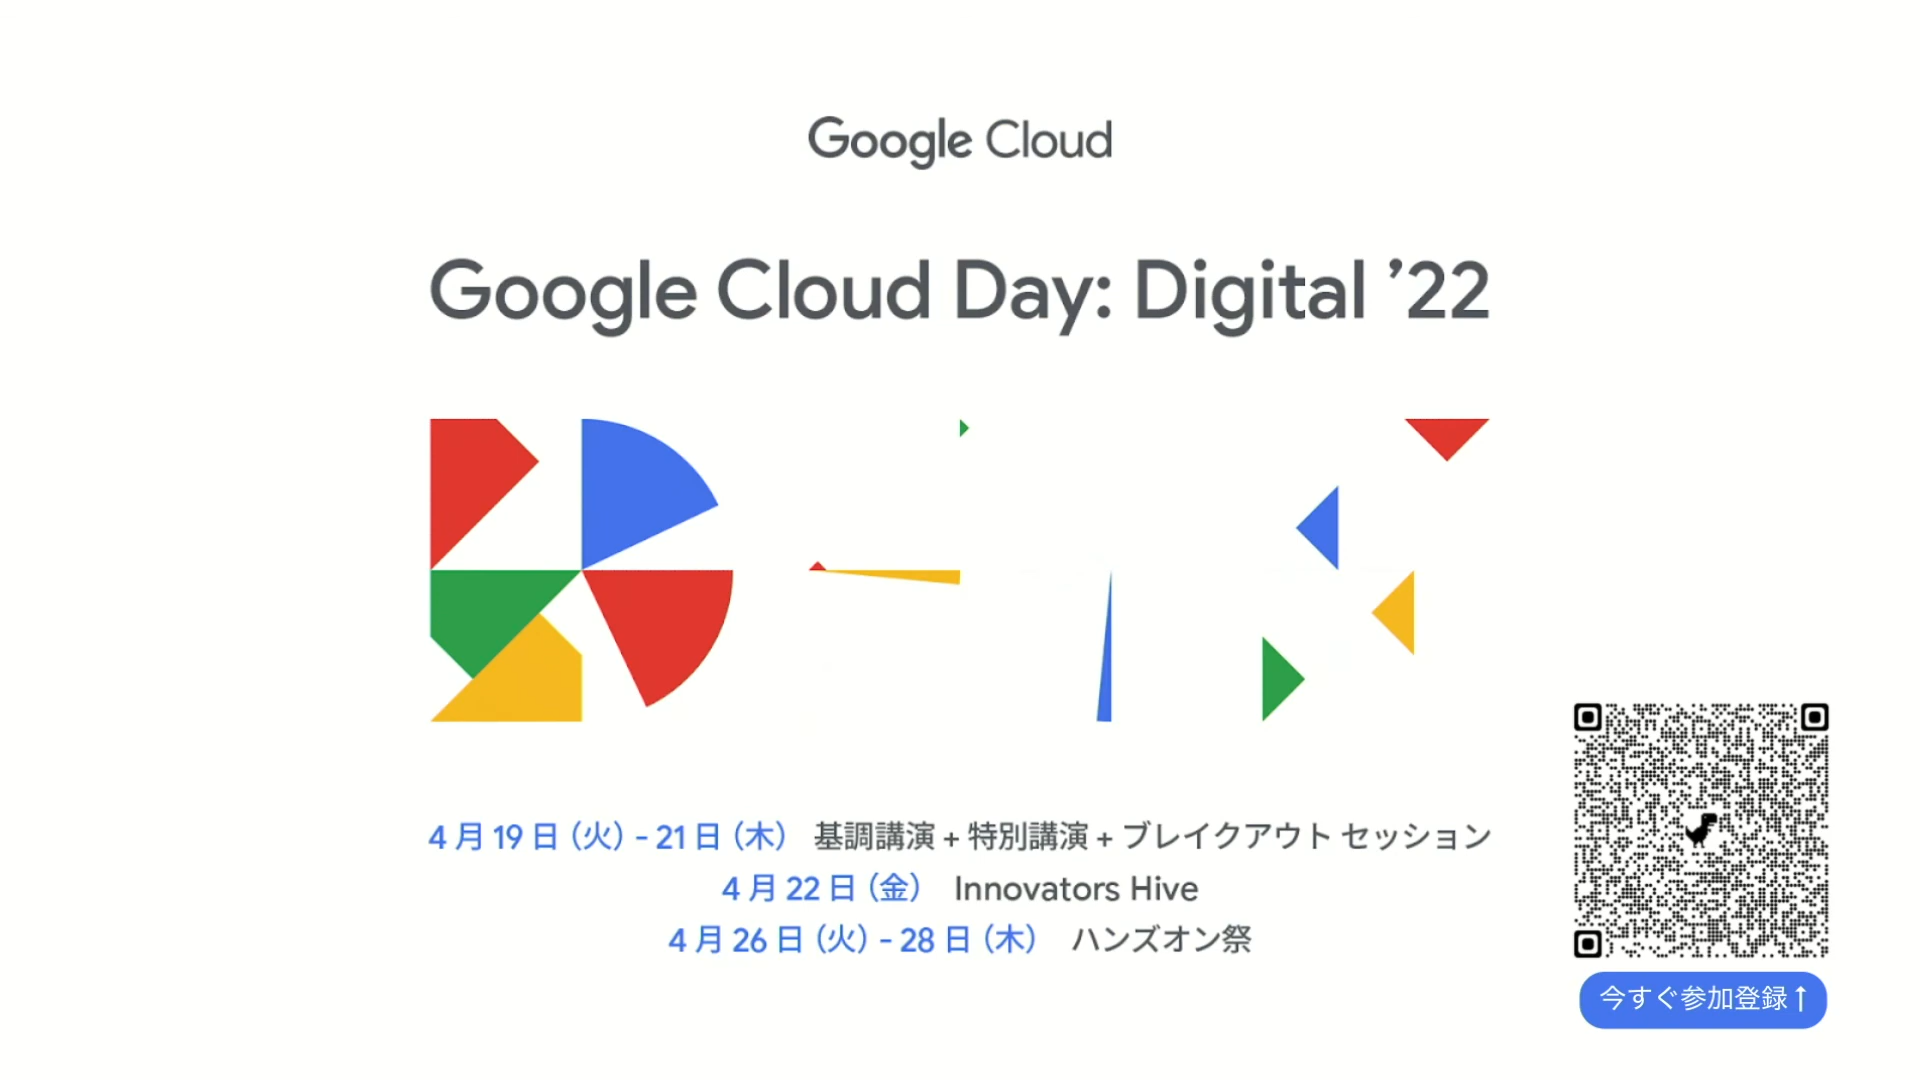 Google Cloud
Google Cloud Day: Digital ’22
4 月 19 日（火）- 21 日（木） 基調講演 + 特別講演 + ブレイクアウト セッション
4 月 22 日（金） Innovators Hive
4 月 26 日（火）- 28 日（木） ハンズオン祭
今すぐ参加登録↑